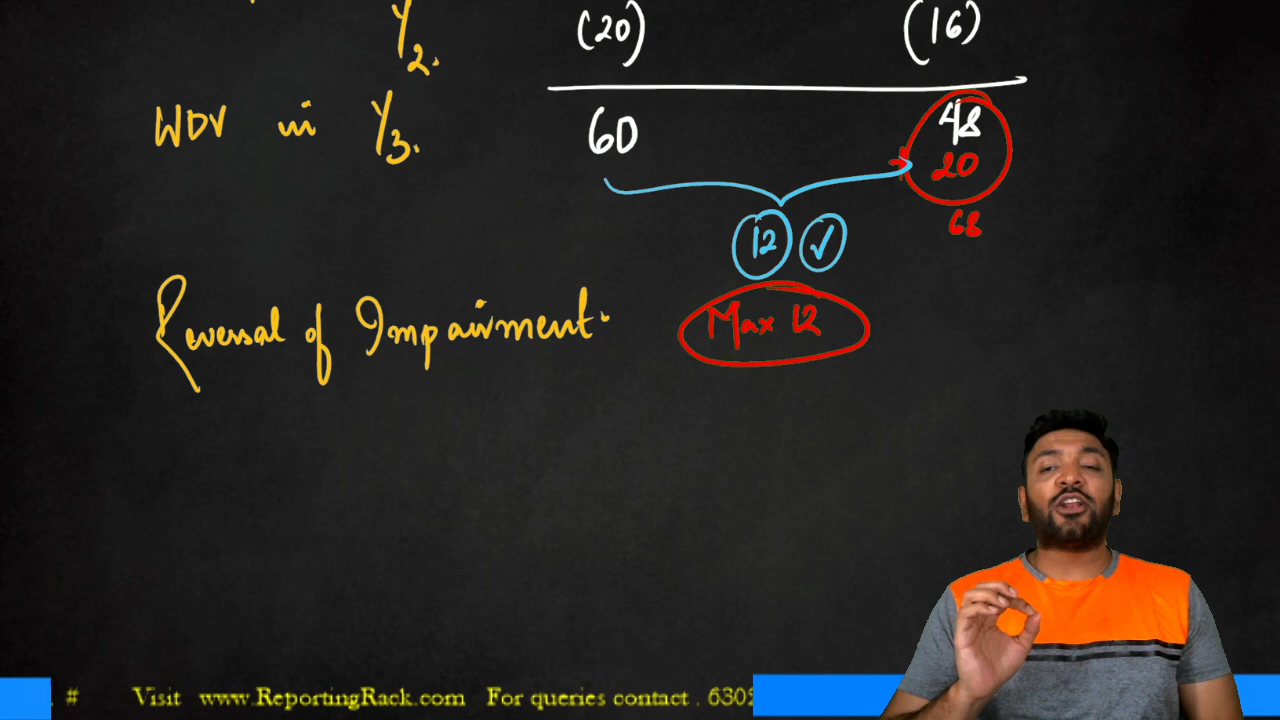 Y2. (20) (16)
WDV in Y3. 60 48
20
68
12 ✓
Reversal of Impairment. Max 12
. # Visit www.ReportingRack.com For queries contact . 630